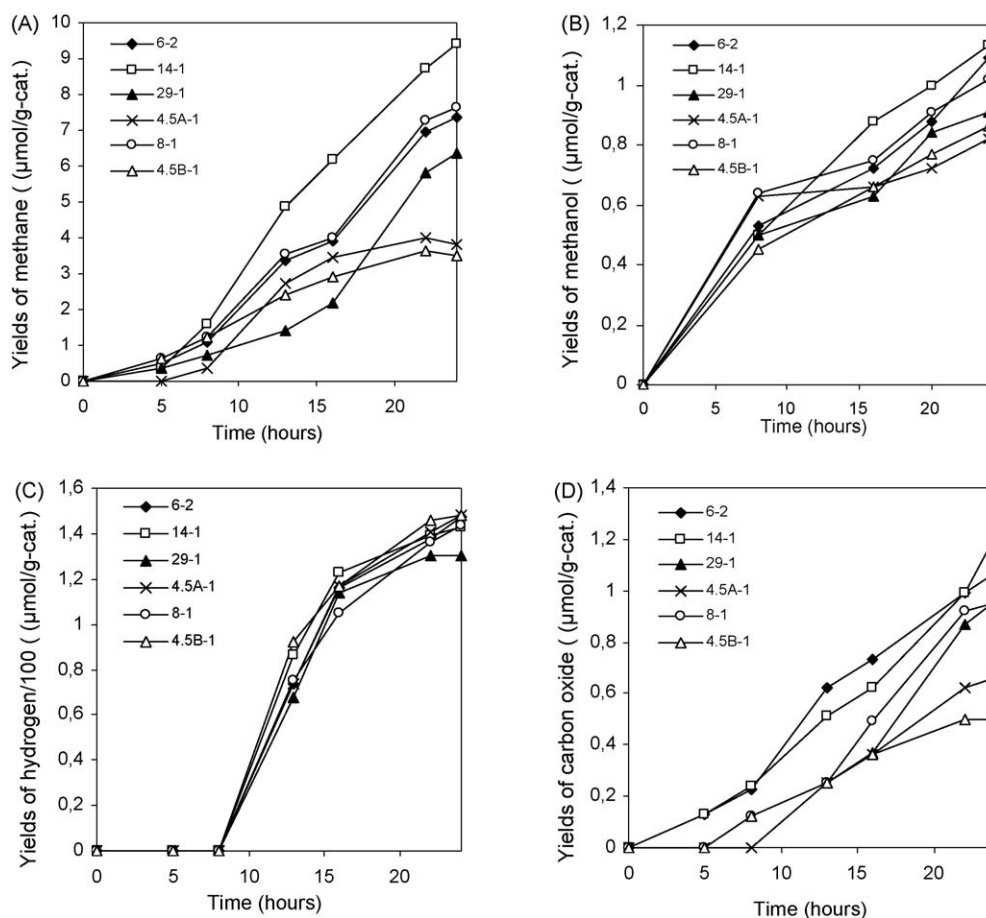 (A)
Yields of methane ( (μmol/g-cat.)
10
9
8
7
6
5
4
3
2
1
0
6-2
14-1
29-1
4.5A-1
8-1
4.5B-1
0 5 10 15 20
Time (hours)
(B)
Yields of methanol ( (μmol/g-cat.)
1,2
1
0,8
0,6
0,4
0,2
0
6-2
14-1
29-1
4.5A-1
8-1
4.5B-1
0 5 10 15 20
Time (hours)
(C)
Yields of hydrogen/100 ( (μmol/g-cat.)
1,6
1,4
1,2
1
0,8
0,6
0,4
0,2
0
6-2
14-1
29-1
4.5A-1
8-1
4.5B-1
0 5 10 15 20
Time (hours)
(D)
Yields of carbon oxide ( (μmol/g-cat.)
1,4
1,2
1
0,8
0,6
0,4
0,2
0
6-2
14-1
29-1
4.5A-1
8-1
4.5B-1
0 5 10 15 20
Time (hours)